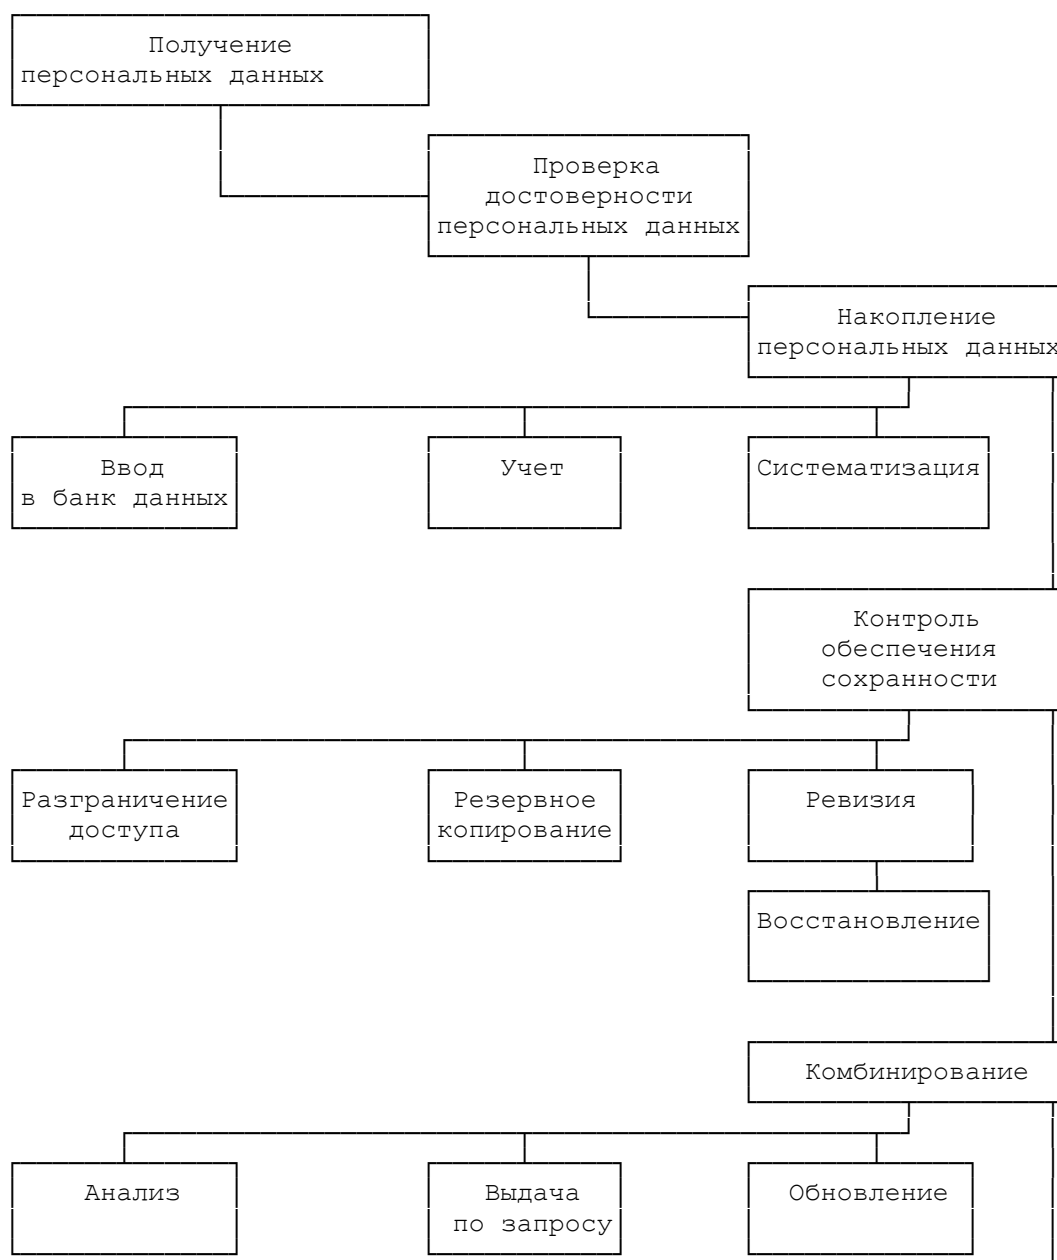 Получение
персональных данных
Проверка
достоверности
персональных данных
Накопление
персональных данных
Ввод
в банк данных
Учет
Систематизация
Контроль
обеспечения
сохранности
Разграничение
доступа
Резервное
копирование
Ревизия
Восстановление
Комбинирование
Анализ
Выдача
по запросу
Обновление